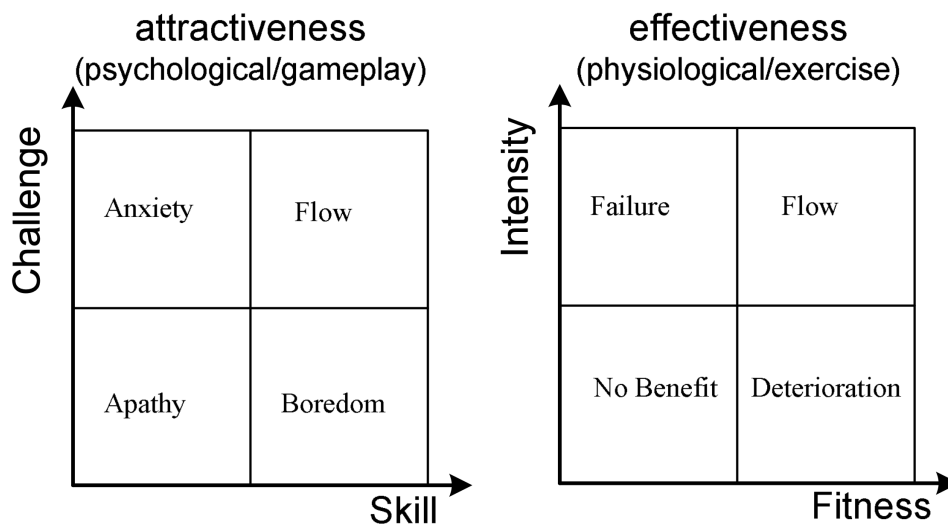 attractiveness
(psychological/gameplay)
Challenge
Anxiety
Flow
Apathy
Boredom
Skill
effectiveness
(physiological/exercise)
Intensity
Failure
Flow
No Benefit
Deterioration
Fitness